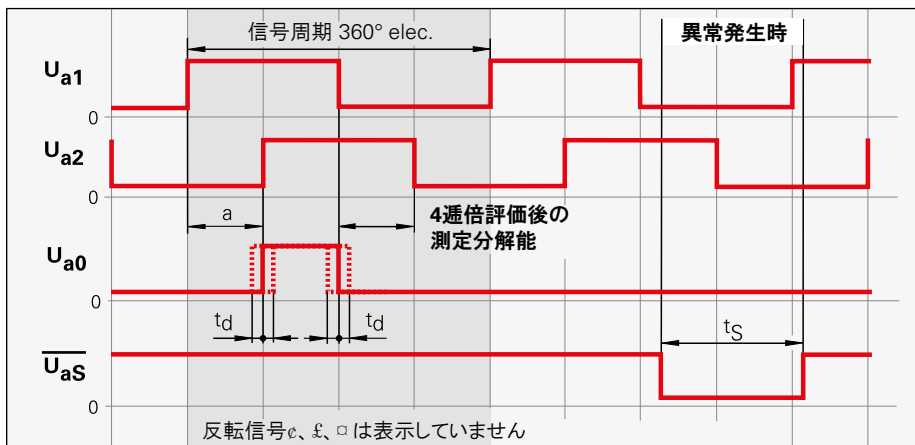 信号周期 360° elec.
異常発生時
Ua1
0
Ua2
0
a
4逓倍評価後の
測定分解能
Ua0
0
td
td
tS
UaS
0
反転信号¢、£、¤は表示していません